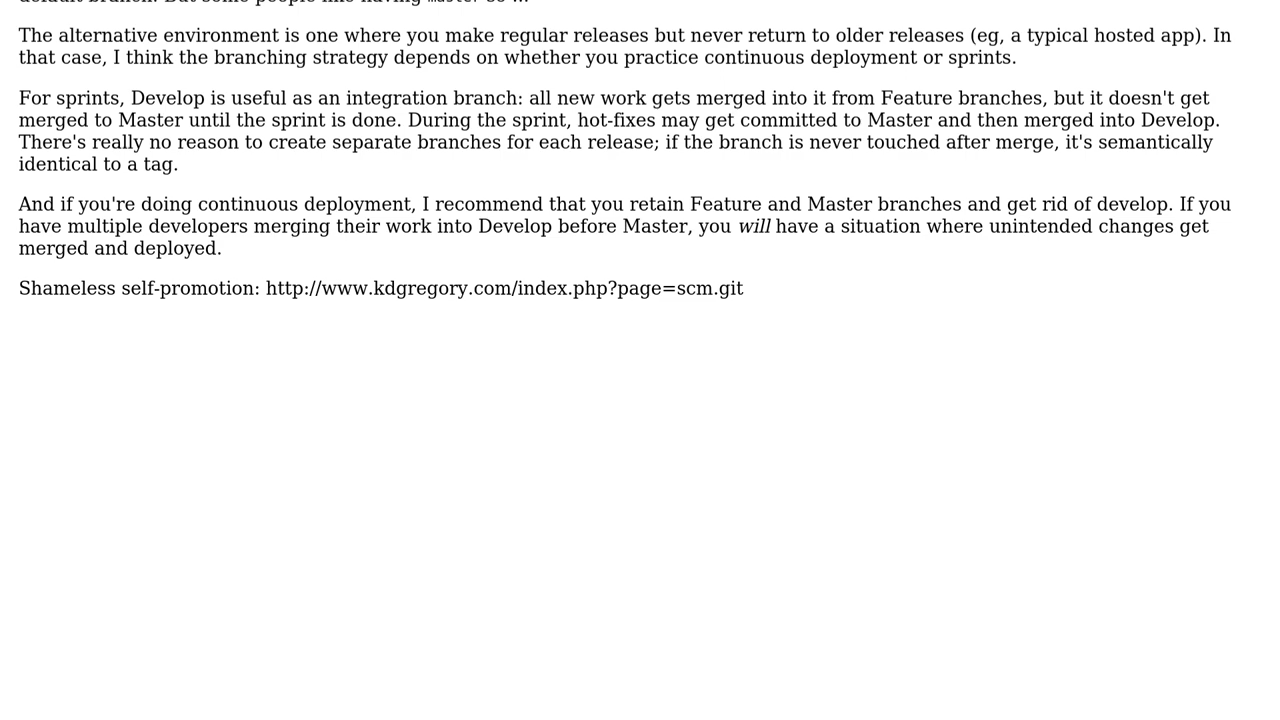 The alternative environment is one where you make regular releases but never return to older releases (eg, a typical hosted app). In
that case, I think the branching strategy depends on whether you practice continuous deployment or sprints.
For sprints, Develop is useful as an integration branch: all new work gets merged into it from Feature branches, but it doesn't get
merged to Master until the sprint is done. During the sprint, hot-fixes may get committed to Master and then merged into Develop.
There's really no reason to create separate branches for each release; if the branch is never touched after merge, it's semantically
identical to a tag.
And if you're doing continuous deployment, I recommend that you retain Feature and Master branches and get rid of develop. If you
have multiple developers merging their work into Develop before Master, you will have a situation where unintended changes get
merged and deployed.
Shameless self-promotion: http://www.kdgregory.com/index.php?page=scm.git